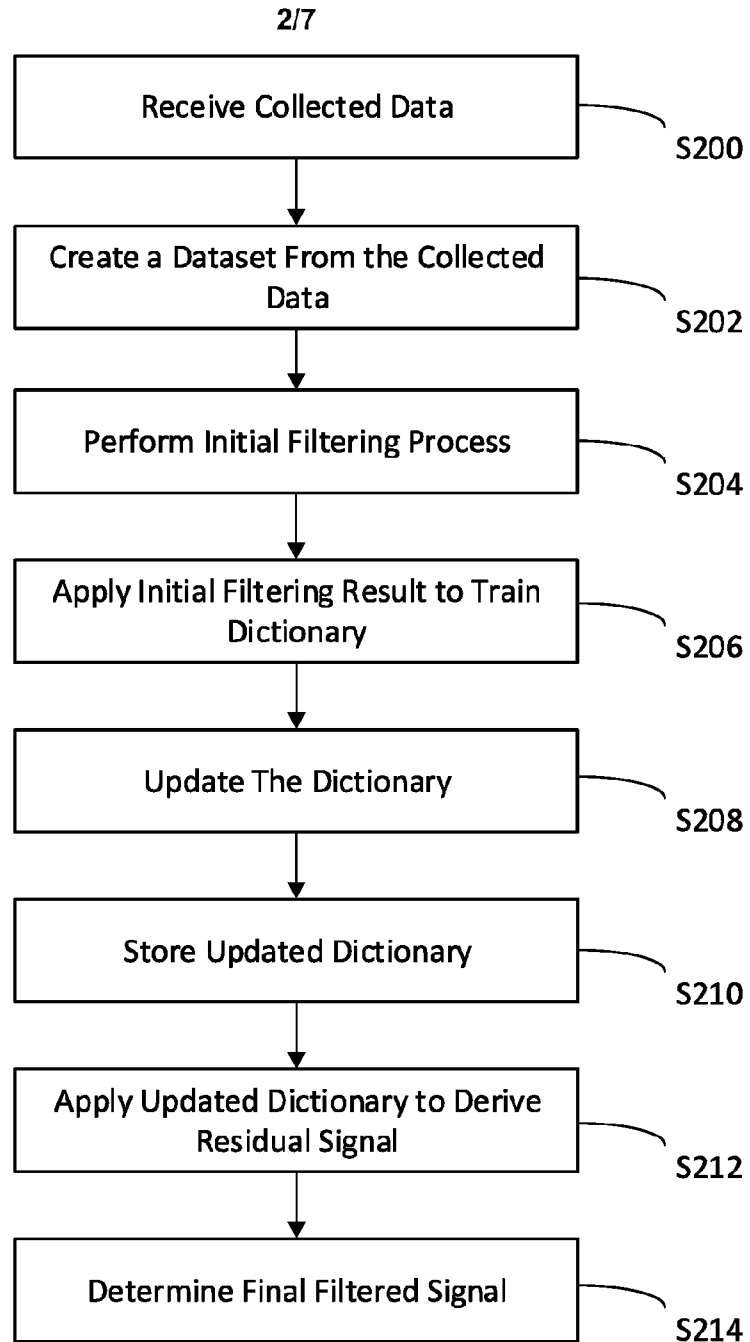 2/7
Receive Collected Data
S200
Create a Dataset From the Collected
Data
S202
Perform Initial Filtering Process
S204
Apply Initial Filtering Result to Train
Dictionary
S206
Update The Dictionary
S208
Store Updated Dictionary
S210
Apply Updated Dictionary to Derive
Residual Signal
S212
Determine Final Filtered Signal
S214